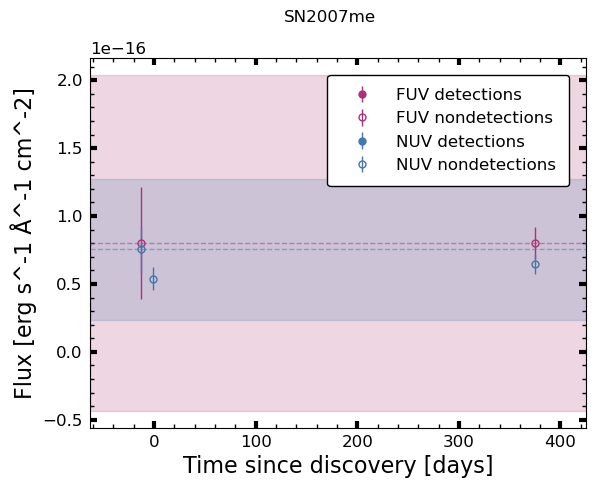 SN2007me
1e−16
2.0
1.5
1.0
0.5
0.0
−0.5
Flux [erg s^-1 Å^-1 cm^-2]
FUV detections
FUV nondetections
NUV detections
NUV nondetections
0
100
200
300
400
Time since discovery [days]